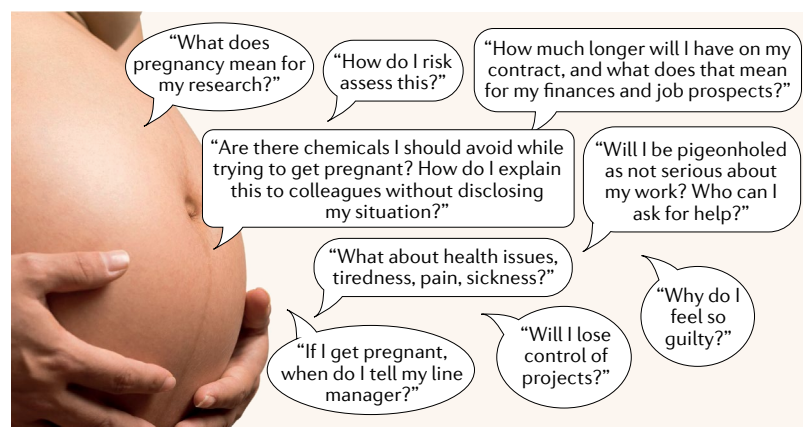 “What does
pregnancy mean for
my research?”
“How do I risk
assess this?”
“How much longer will I have on my
contract, and what does that mean
for my finances and job prospects?”
“Are there chemicals I should avoid while
trying to get pregnant? How do I explain
this to colleagues without disclosing
my situation?”
“Will I be pigeonholed
as not serious about
my work? Who can I
ask for help?”
“What about health issues,
tiredness, pain, sickness?”
“Why do I
feel so
guilty?”
“If I get pregnant,
when do I tell my line
manager?”
“Will I lose
control of
projects?”